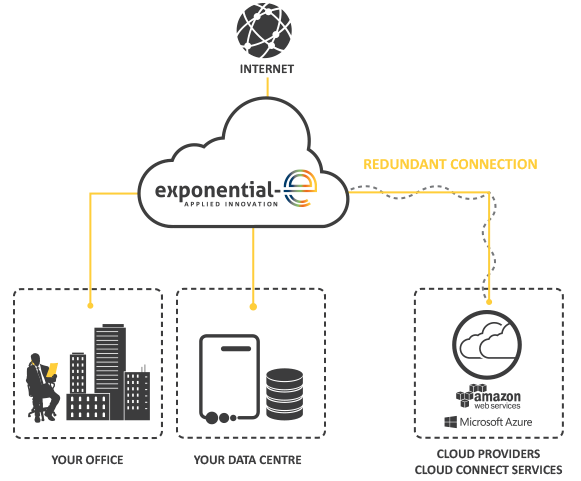 INTERNET
REDUNDANT CONNECTION
exponential-e
APPLIED INNOVATION
amazon
web services
Microsoft Azure
YOUR OFFICE
YOUR DATA CENTRE
CLOUD PROVIDERS
CLOUD CONNECT SERVICES